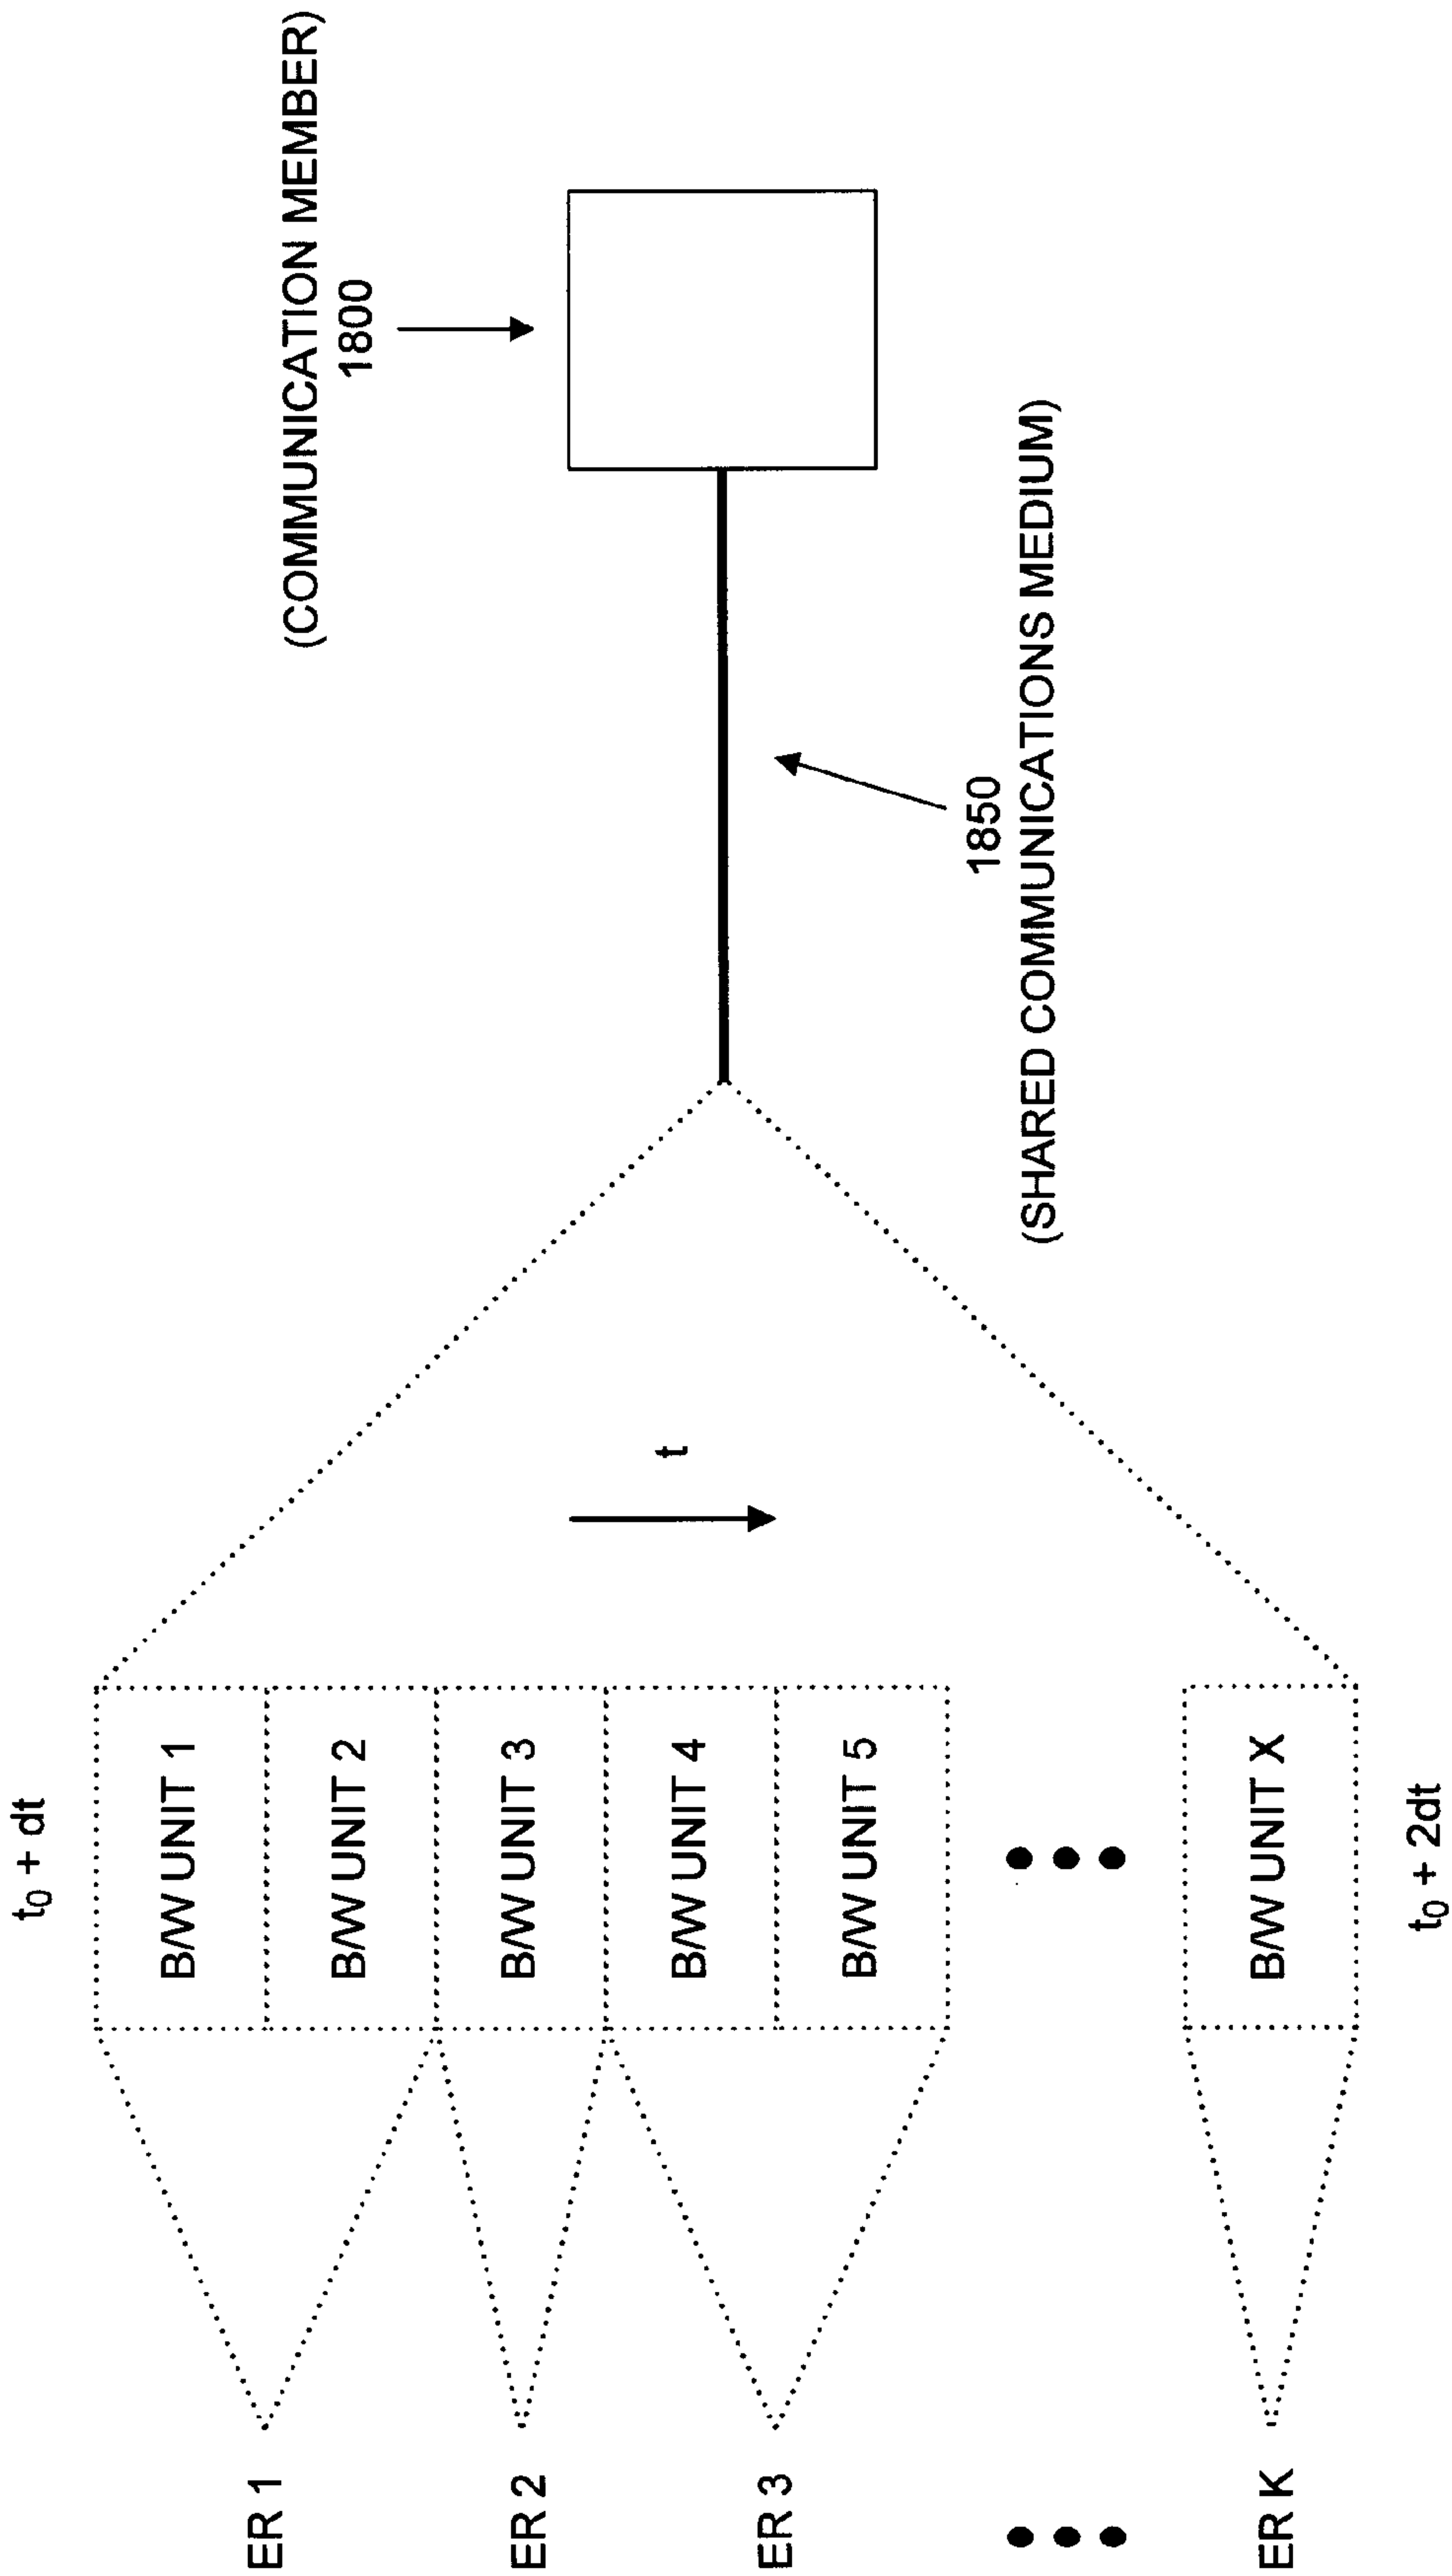 (COMMUNICATION MEMBER)
1800
1850
(SHARED COMMUNICATIONS MEDIUM)
t
t0 + dt
B/W UNIT 1
B/W UNIT 2
B/W UNIT 3
B/W UNIT 4
B/W UNIT 5
B/W UNIT X
t0 + 2dt
ER 1
ER 2
ER 3
ER K